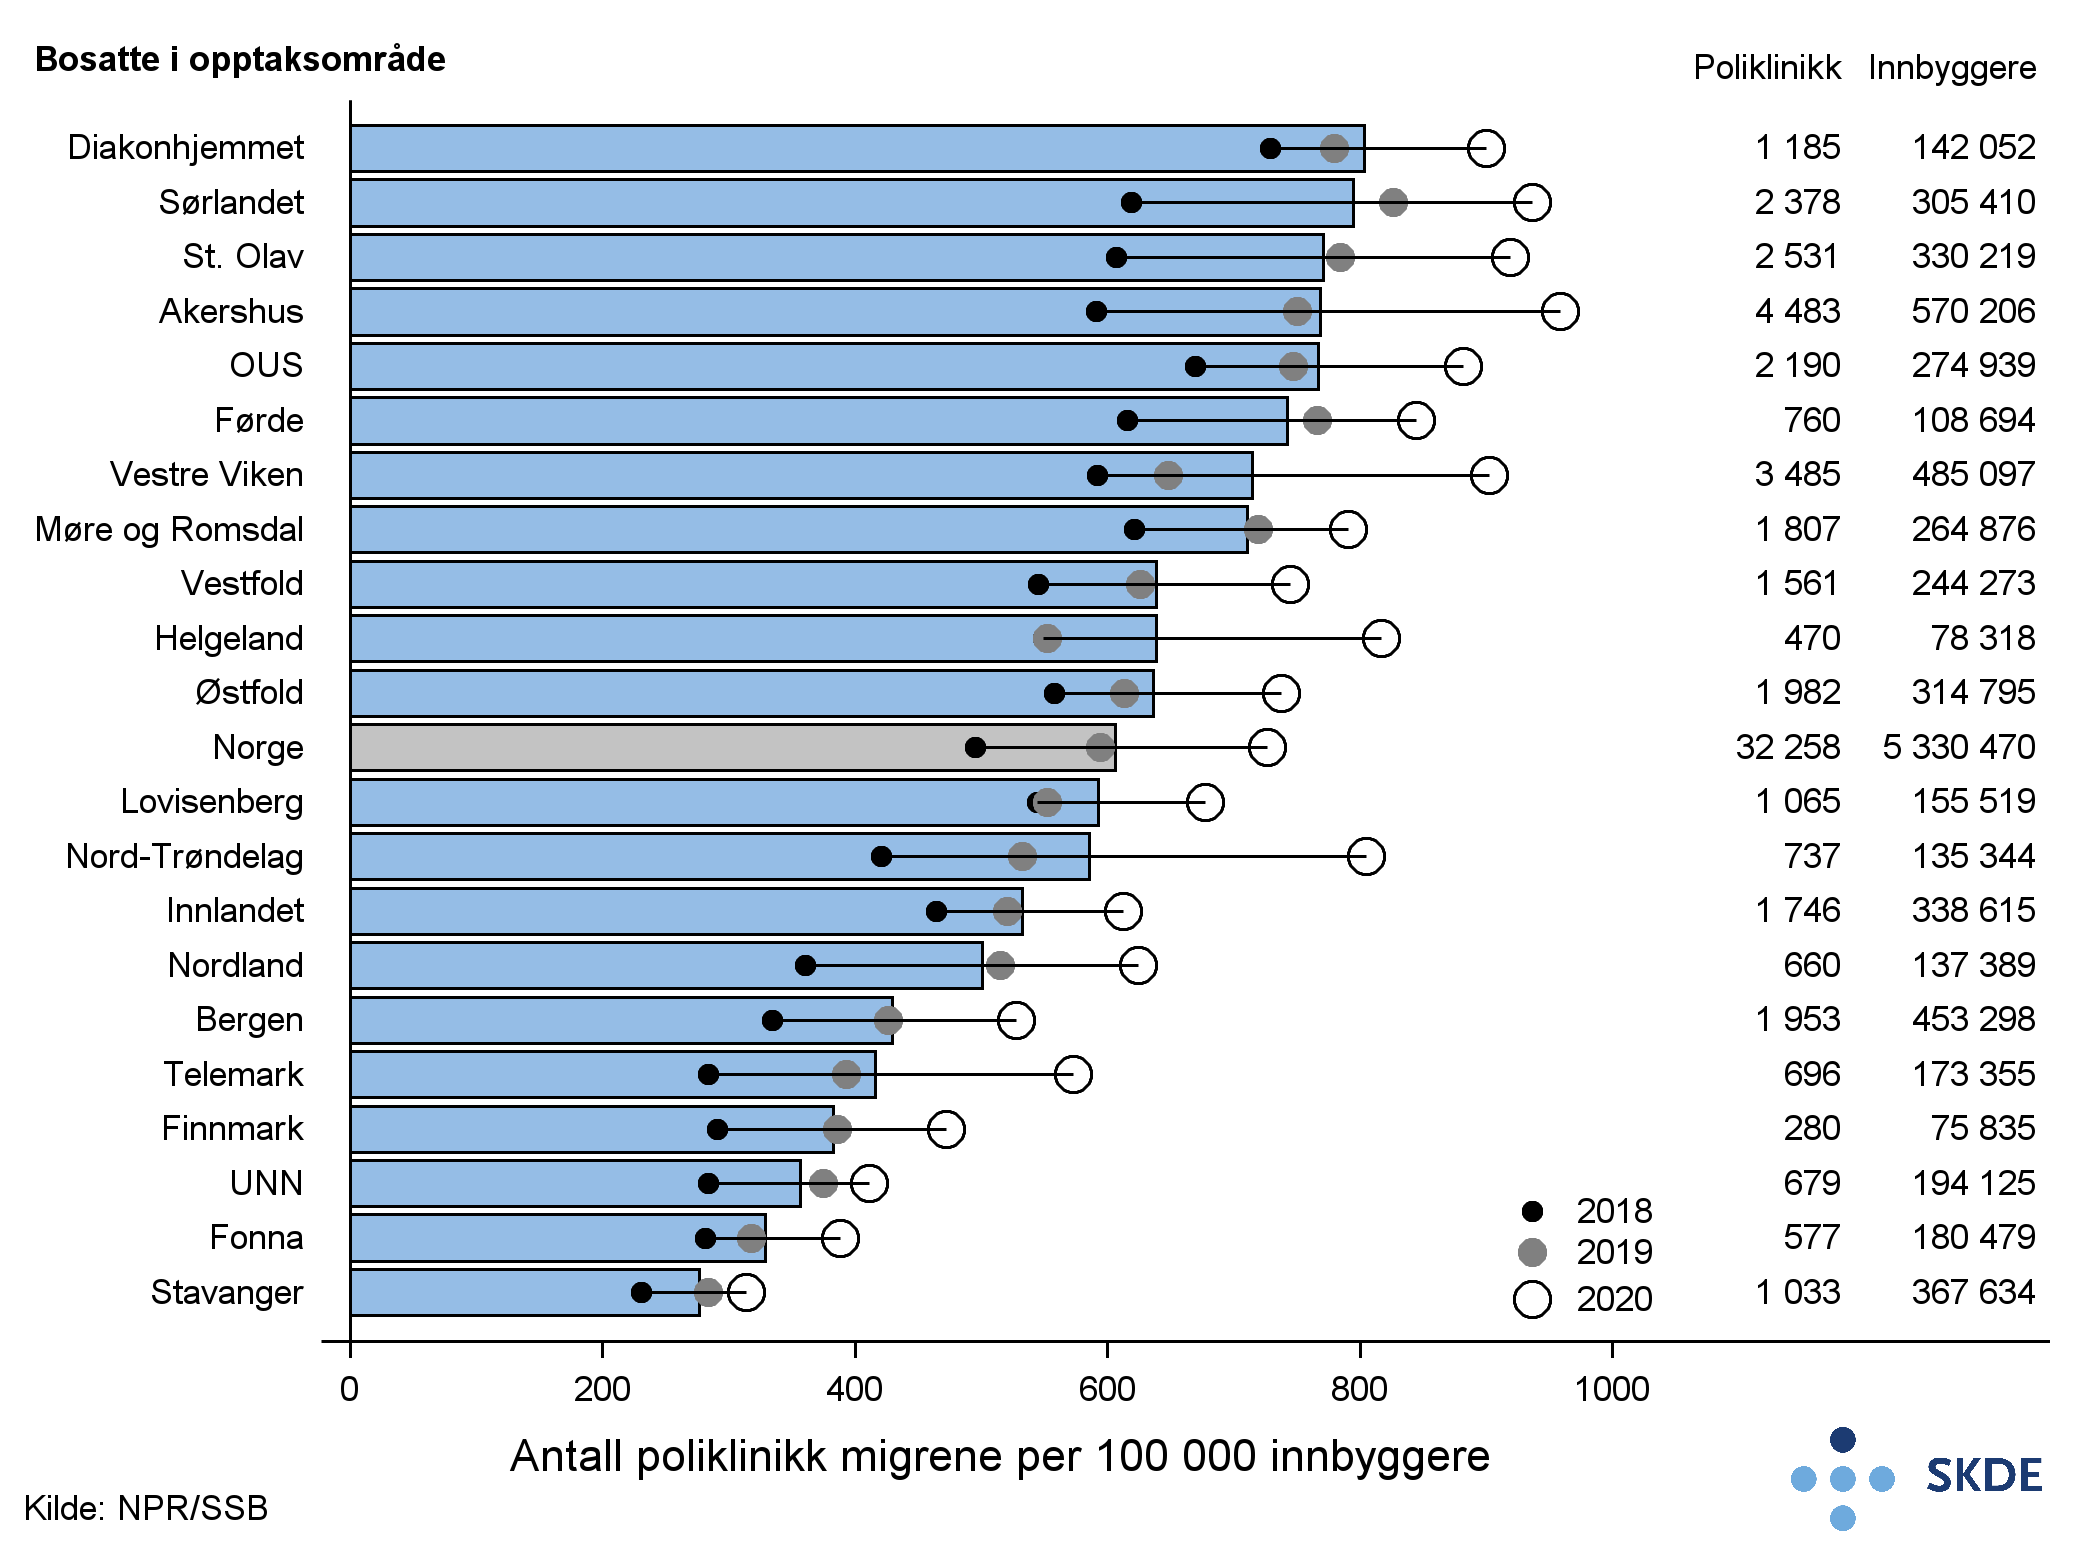 Bosatte i opptaksområde Poliklinikk Innbyggere
Diakonhjemmet 1 185 142 052
Sørlandet 2 378 305 410
St. Olav 2 531 330 219
Akershus 4 483 570 206
OUS 2 190 274 939
Førde 760 108 694
Vestre Viken 3 485 485 097
Møre og Romsdal 1 807 264 876
Vestfold 1 561 244 273
Helgeland 470 78 318
Østfold 1 982 314 795
Norge 32 258 5 330 470
Lovisenberg 1 065 155 519
Nord-Trøndelag 737 135 344
Innlandet 1 746 338 615
Nordland 660 137 389
Bergen 1 953 453 298
Telemark 696 173 355
Finnmark 280 75 835
UNN 679 194 125
Fonna 577 180 479
Stavanger 1 033 367 634
2018
2019
2020
0 200 400 600 800 1000
Antall poliklinikk migrene per 100 000 innbyggere
SKDE
Kilde: NPR/SSB